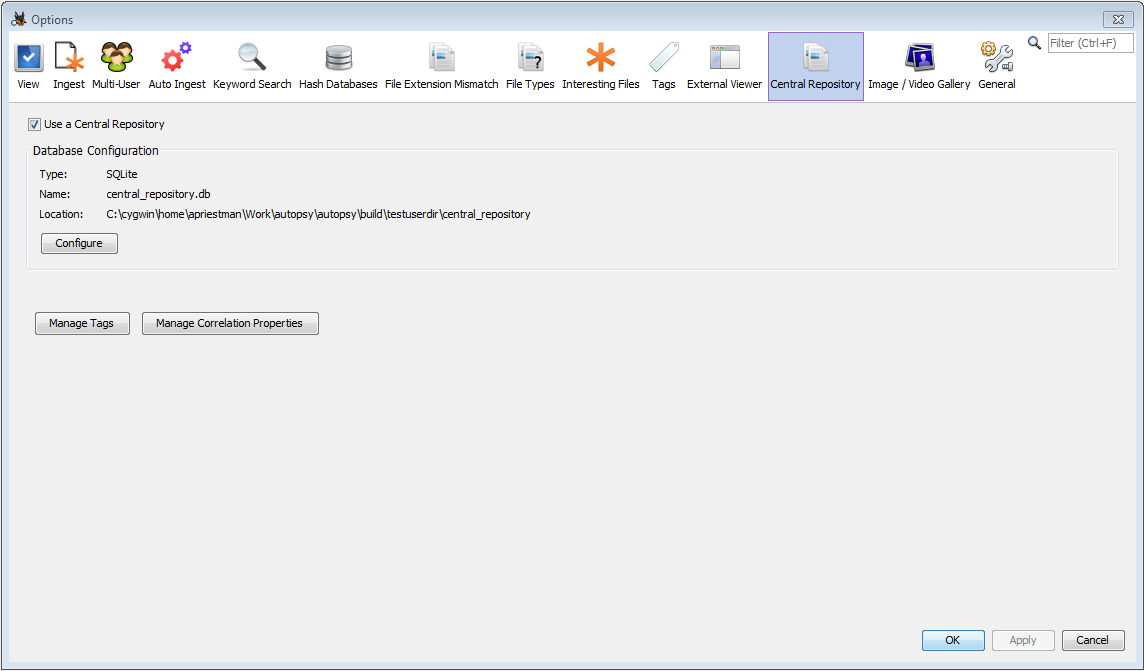 Options
Filter (Ctrl+F)
View Ingest Multi-User Auto Ingest Keyword Search Hash Databases File Extension Mismatch File Types Interesting Files Tags External Viewer Central Repository Image / Video Gallery General
Use a Central Repository
Database Configuration
Type: SQLite
Name: central_repository.db
Location: C:\cygwin\home\apriestman\Work\autopsy\autopsy\build\testuserdir\central_repository
Configure
Manage Tags Manage Correlation Properties
OK Apply Cancel